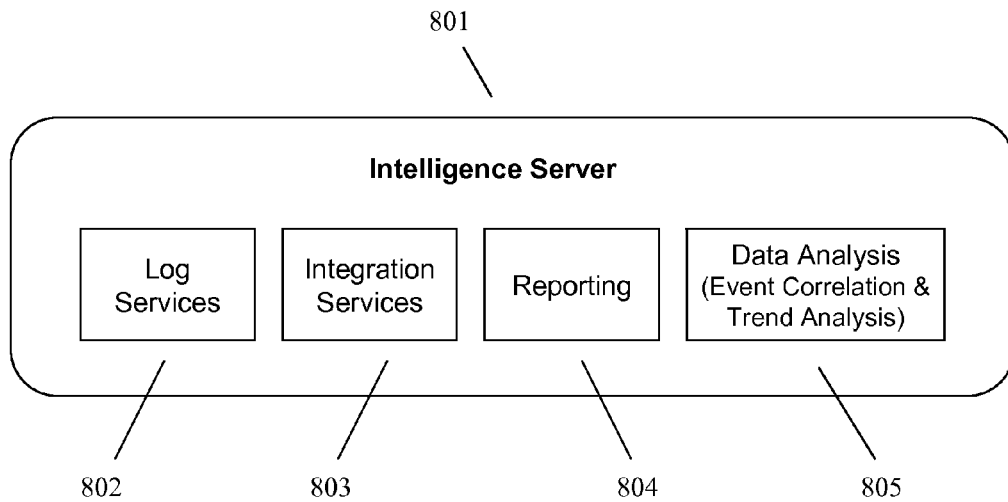 801
Intelligence Server
Log
Services
Integration
Services
Reporting
Data Analysis
(Event Correlation &
Trend Analysis)
802
803
804
805